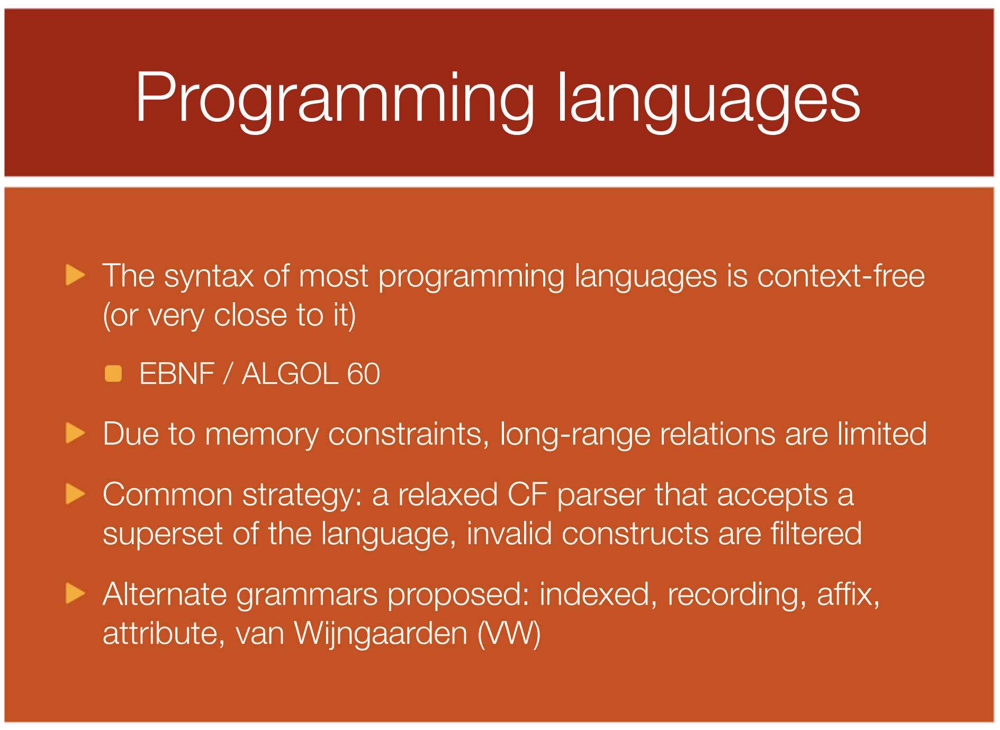 Programming languages
The syntax of most programming languages is context-free
(or very close to it)
EBNF / ALGOL 60
Due to memory constraints, long-range relations are limited
Common strategy: a relaxed CF parser that accepts a
superset of the language, invalid constructs are filtered
Alternate grammars proposed: indexed, recording, affix,
attribute, van Wijngaarden (VW)